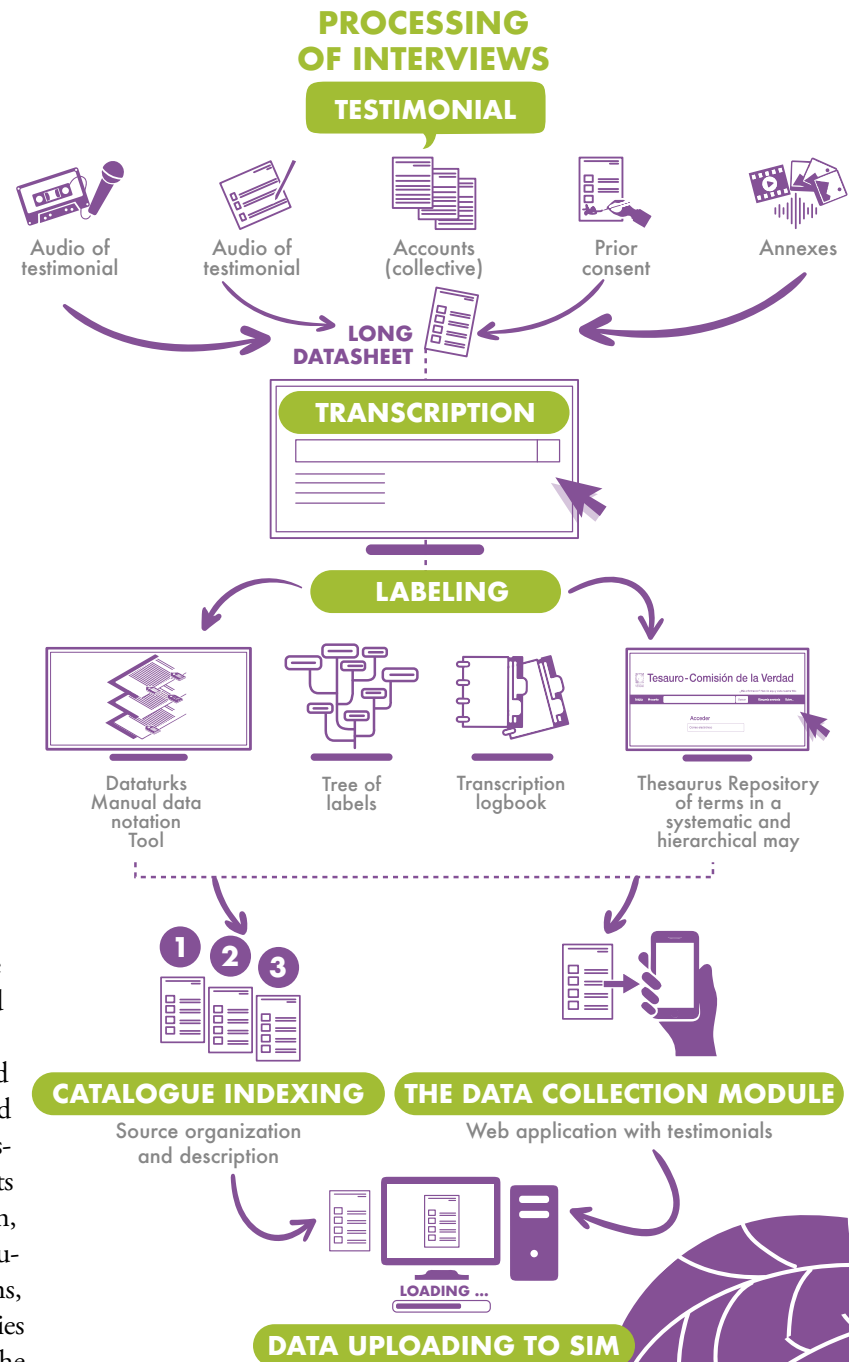 PROCESSING
OF INTERVIEWS
TESTIMONIAL
Audio of
testimonial
Audio of
testimonial
Accounts
(collective)
Prior
consent
Annexes
LONG
DATASHEET
TRANSCRIPTION
LABELING
Tesauro-Comisión de la Verdad
Acceder
Dataturks
Manual data
notation
Tool
Tree of
labels
Transcription
logbook
Thesaurus Repository
of terms in a
systematic and
hierarchical may
1
2
3
CATALOGUE INDEXING
Source organization
and description
THE DATA COLLECTION MODULE
Web application with testimonials
LOADING ...
DATA UPLOADING TO SIM